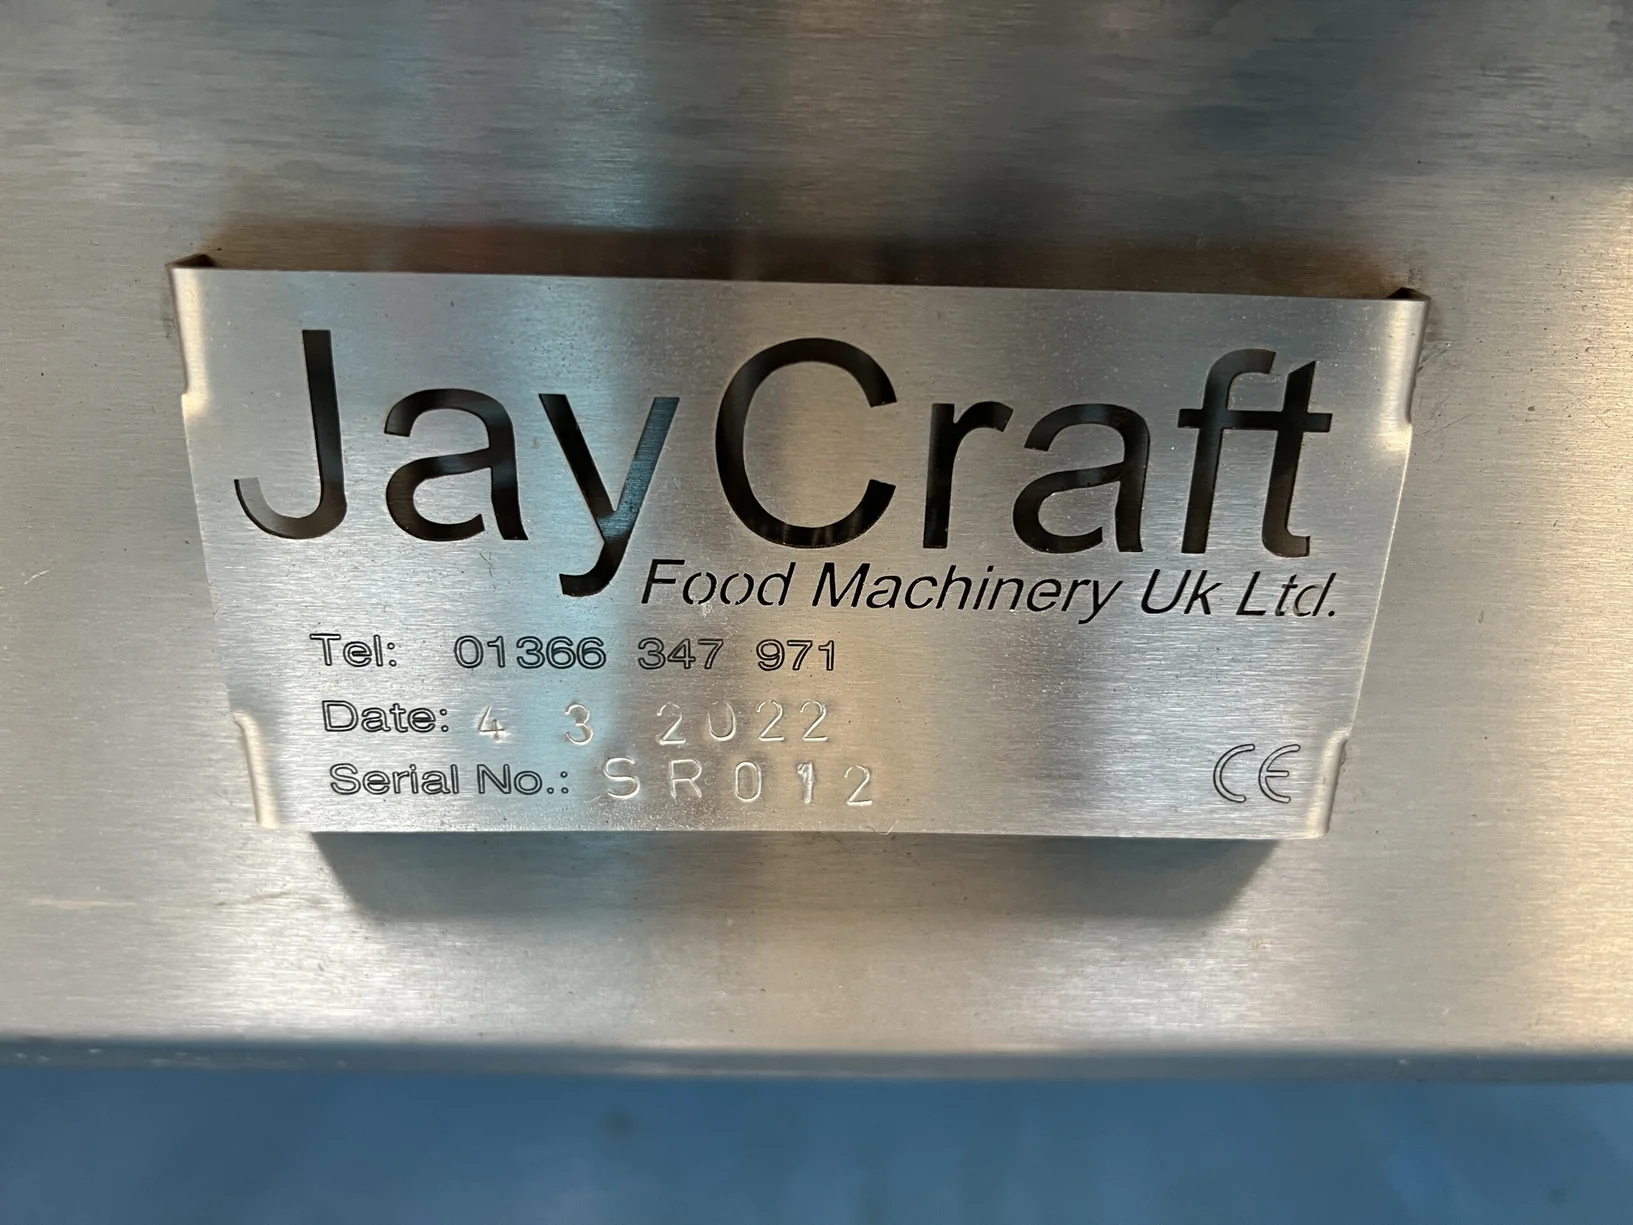 JayCraft
Food Machinery Uk Ltd.
Tel: 01366 347 971
Date: 4 3 2022
Serial No.: SR012
CE